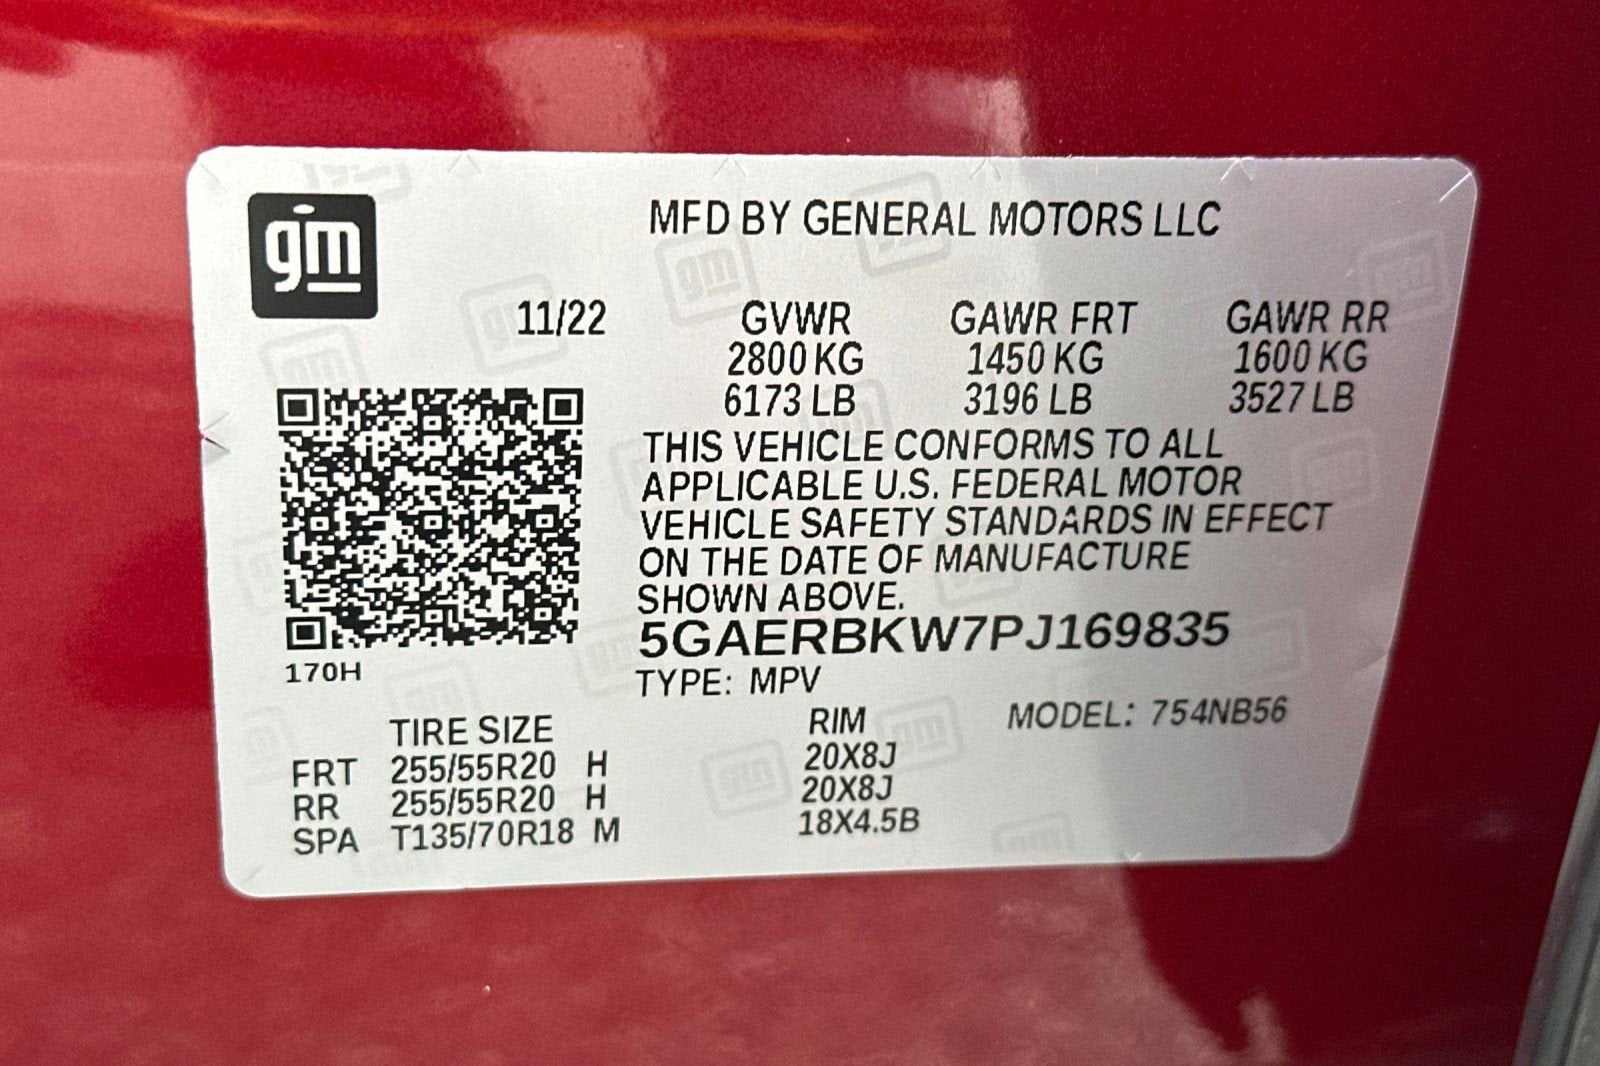 gm
MFD BY GENERAL MOTORS LLC
11/22 GVWR GAWR FRT GAWR RR
2800 KG 1450 KG 1600 KG
6173 LB 3196 LB 3527 LB
THIS VEHICLE CONFORMS TO ALL
APPLICABLE U.S. FEDERAL MOTOR
VEHICLE SAFETY STANDARDS IN EFFECT
ON THE DATE OF MANUFACTURE
SHOWN ABOVE.
5GAERBKW7PJ169835
170H
TYPE: MPV
TIRE SIZE RIM MODEL: 754NB56
FRT 255/55R20 H 20X8J
RR 255/55R20 H 20X8J
SPA T135/70R18 M 18X4.5B